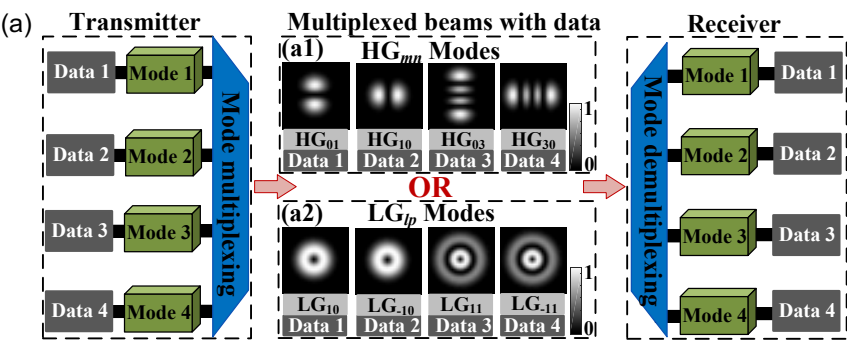 (a)
Transmitter
Multiplexed beams with data
Receiver
Data 1
Mode 1
Data 2
Mode 2
Data 3
Mode 3
Data 4
Mode 4
Mode multiplexing
(a1)
HGmn Modes
HG01
HG10
HG03
HG30
Data 1
Data 2
Data 3
Data 4
1
0
OR
(a2)
LGlp Modes
LG10
LG-10
LG11
LG-11
Data 1
Data 2
Data 3
Data 4
1
0
Mode demultiplexing
Mode 1
Data 1
Mode 2
Data 2
Mode 3
Data 3
Mode 4
Data 4